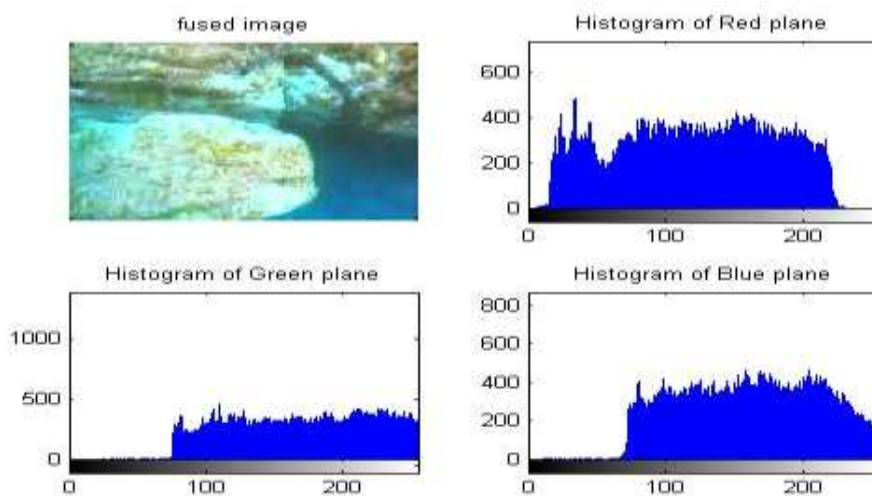 fused image
Histogram of Red plane
600
400
200
0
0 100 200
Histogram of Green plane
1000
500
0
0 100 200
Histogram of Blue plane
800
600
400
200
0
0 100 200